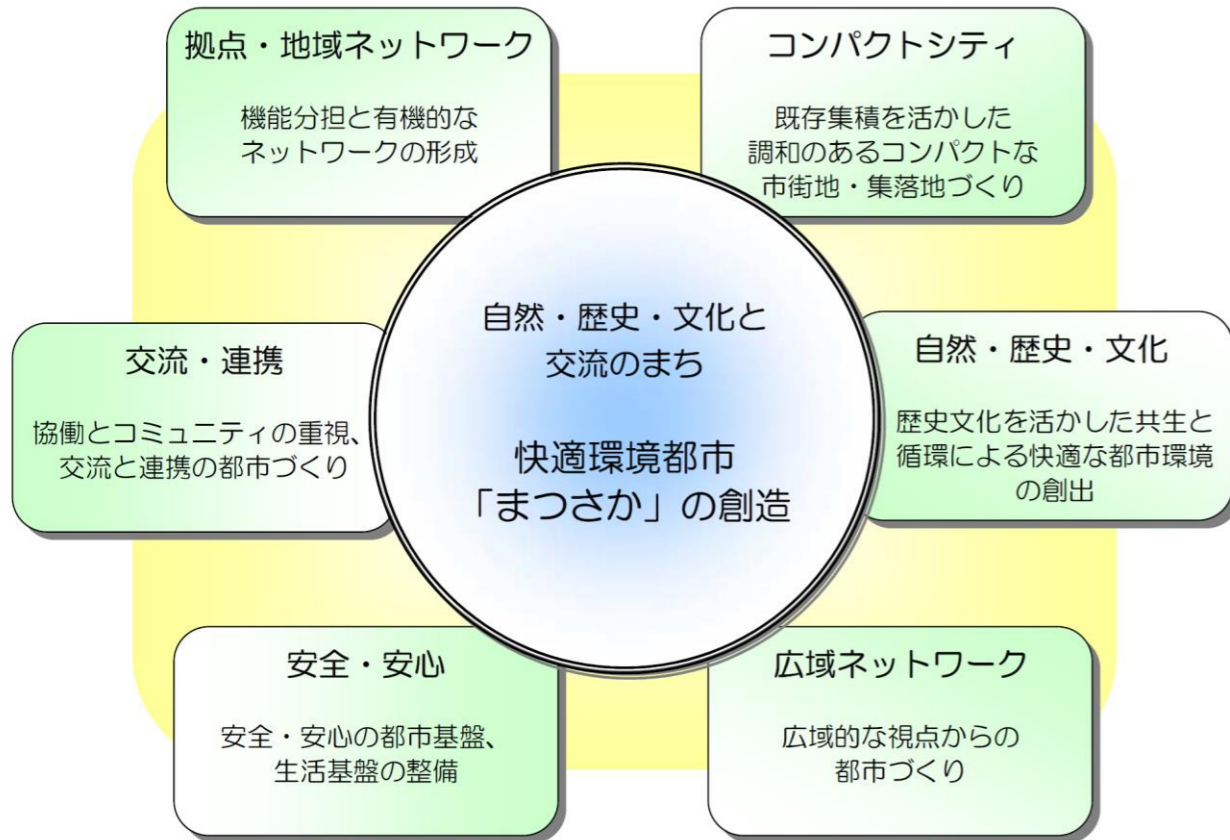 拠点・地域ネットワーク
機能分担と有機的な
ネットワークの形成
コンパクトシティ
既存集積を活かした
調和のあるコンパクトな
市街地・集落地づくり
交流・連携
協働とコミュニティの重視、
交流と連携の都市づくり
自然・歴史・文化と
交流のまち
快適環境都市
「まつさか」の創造
自然・歴史・文化
歴史文化を活かした共生と
循環による快適な都市環境
の創出
安全・安心
安全・安心の都市基盤、
生活基盤の整備
広域ネットワーク
広域的な視点からの
都市づくり